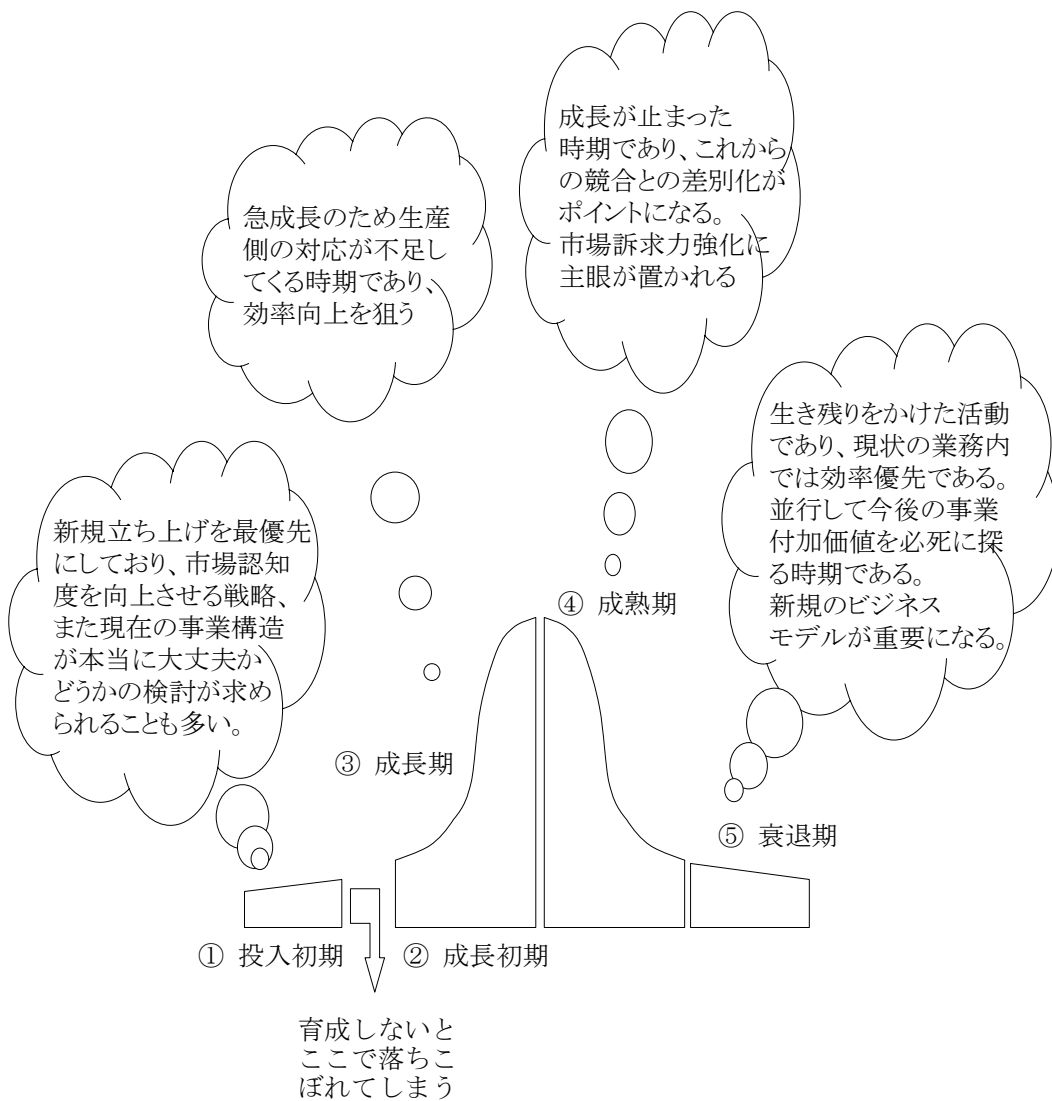 成長が止まった
時期であり、これから
の競合との差別化が
ポイントになる。
市場訴求力強化に
主眼が置かれる
急成長のため生産
側の対応が不足し
てくる時期であり、
効率向上を狙う
生き残りをかけた活動
であり、現状の業務内
では効率優先である。
並行して今後の事業
付加価値を必死に探
る時期である。
新規のビジネス
モデルが重要になる。
新規立ち上げを最優先
にしており、市場認知
度を向上させる戦略、
また現在の事業構造
が本当に大丈夫か
どうかの検討が求め
られることも多い。
④ 成熟期
③ 成長期
⑤ 衰退期
① 投入初期
② 成長初期
育成しないと
ここで落ちこ
ぼれてしまう